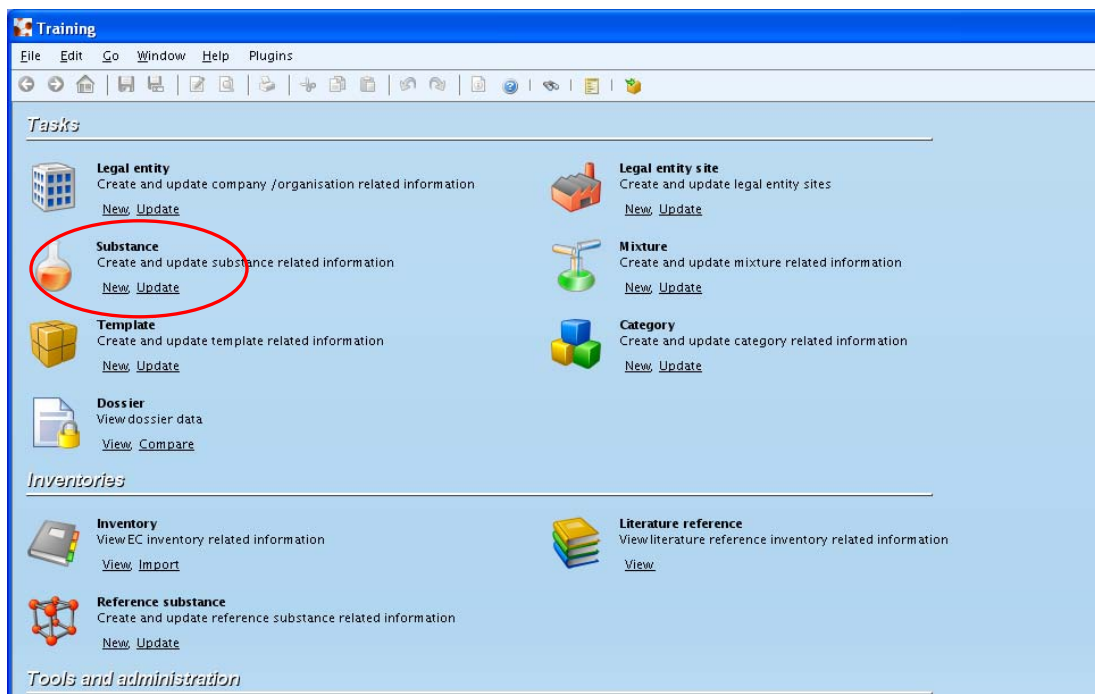 Training
File Edit Go Window Help Plugins
Tasks
Legal entity
Create and update company /organisation related information
New, Update
Legal entity site
Create and update legal entity sites
New, Update
Substance
Create and update substance related information
New, Update
Mixture
Create and update mixture related information
New, Update
Template
Create and update template related information
New, Update
Category
Create and update category related information
New, Update
Dossier
View dossier data
View, Compare
Inventories
Inventory
View EC inventory related information
View, Import
Literature reference
View literature reference inventory related information
View
Reference substance
Create and update reference substance related information
New, Update
Tools and administration